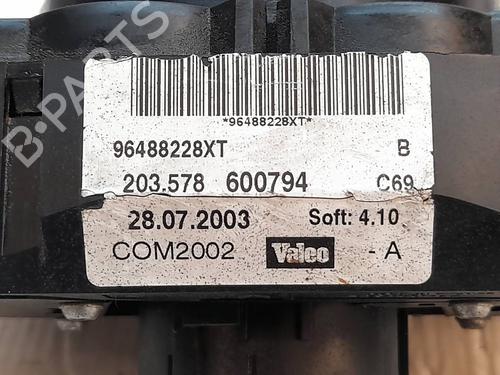 *96488228XT*
96488228XT B
203.578 600794 C69
28.07.2003 Soft: 4.10
COM2002 Valeo - A
B-PARTS